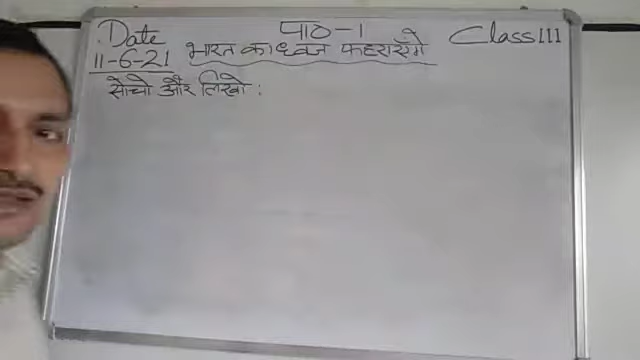 Date पाठ-1 Class III
11-6-21 भारत का ध्वज फहराएँगे
सोचो और लिखो :